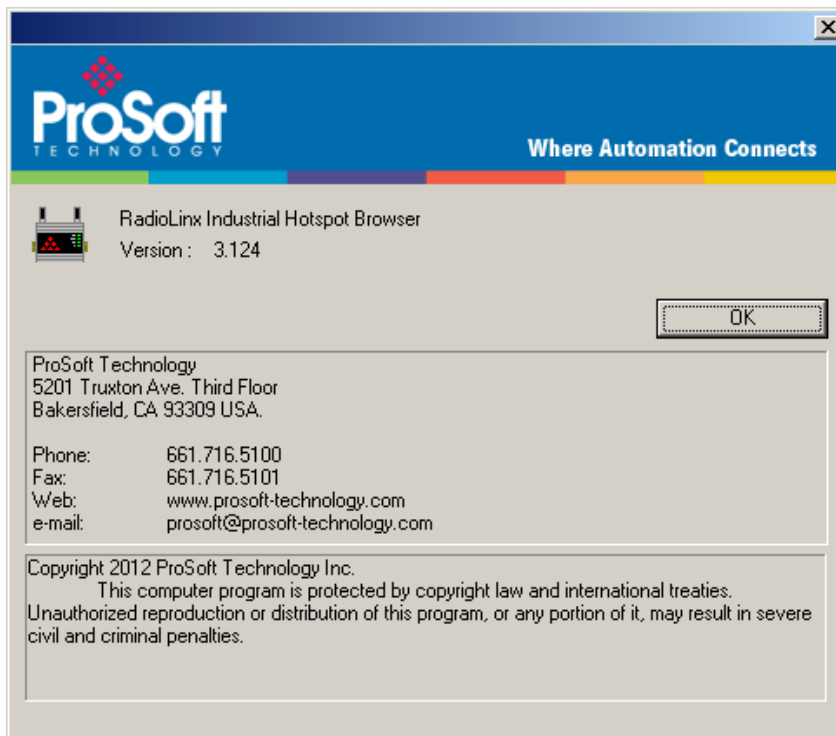 ProSoft
TECHNOLOGY
Where Automation Connects
RadioLinx Industrial Hotspot Browser
Version : 3.124
OK
ProSoft Technology
5201 Truxton Ave. Third Floor
Bakersfield, CA 93309 USA.
Phone: 661.716.5100
Fax: 661.716.5101
Web: www.prosoft-technology.com
e-mail: prosoft@prosoft-technology.com
Copyright 2012 ProSoft Technology Inc.
This computer program is protected by copyright law and international treaties.
Unauthorized reproduction or distribution of this program, or any portion of it, may result in severe
civil and criminal penalties.